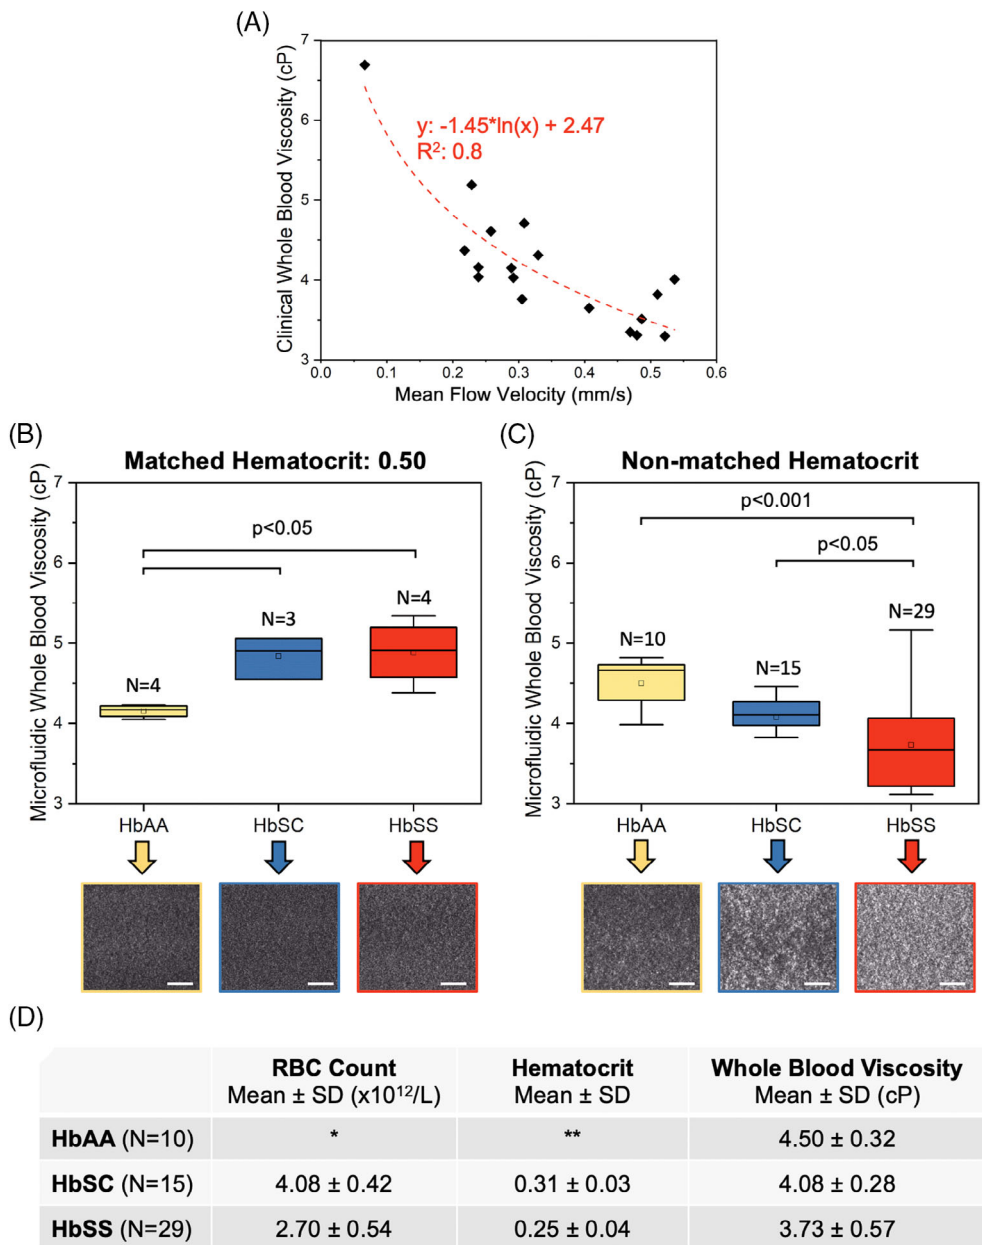 (A)
7
6
5
4
3
Clinical Whole Blood Viscosity (cP)
y: -1.45*ln(x) + 2.47
R²: 0.8
0.0 0.1 0.2 0.3 0.4 0.5 0.6
Mean Flow Velocity (mm/s)
(B)
Matched Hematocrit: 0.50
7
6
5
4
3
Microfluidic Whole Blood Viscosity (cP)
p<0.05
N=4
N=3
N=4
HbAA HbSC HbSS
(C)
Non-matched Hematocrit
7
6
5
4
3
Microfluidic Whole Blood Viscosity (cP)
p<0.001
p<0.05
N=10
N=15
N=29
HbAA HbSC HbSS
(D)
RBC Count Hematocrit Whole Blood Viscosity
Mean ± SD (x10¹²/L) Mean ± SD Mean ± SD (cP)
HbAA (N=10) * ** 4.50 ± 0.32
HbSC (N=15) 4.08 ± 0.42 0.31 ± 0.03 4.08 ± 0.28
HbSS (N=29) 2.70 ± 0.54 0.25 ± 0.04 3.73 ± 0.57